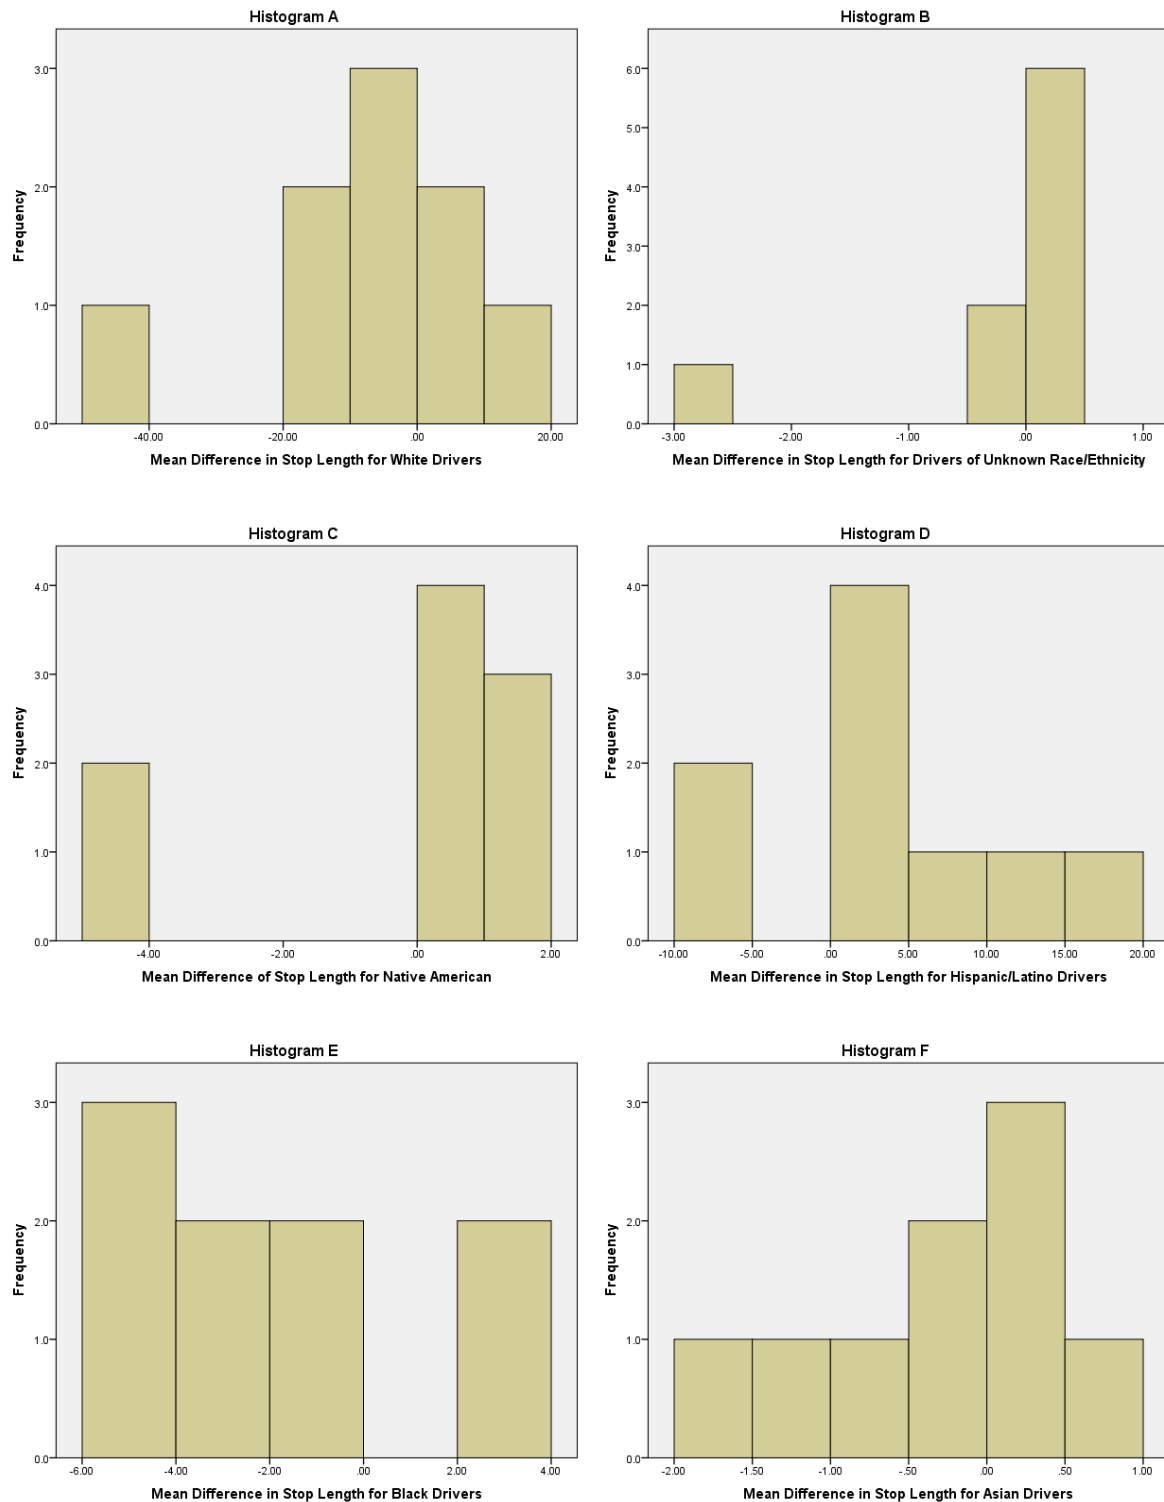 Histogram A
3.0
2.0
1.0
0.0
Frequency
-40.00 -20.00 .00 20.00
Mean Difference in Stop Length for White Drivers
Histogram B
6.0
5.0
4.0
3.0
2.0
1.0
0.0
Frequency
-3.00 -2.00 -1.00 .00 1.00
Mean Difference in Stop Length for Drivers of Unknown Race/Ethnicity
Histogram C
4.0
3.0
2.0
1.0
0.0
Frequency
-4.00 -2.00 .00 2.00
Mean Difference of Stop Length for Native American
Histogram D
4.0
3.0
2.0
1.0
0.0
Frequency
-10.00 -5.00 .00 5.00 10.00 15.00 20.00
Mean Difference in Stop Length for Hispanic/Latino Drivers
Histogram E
3.0
2.0
1.0
0.0
Frequency
-6.00 -4.00 -2.00 .00 2.00 4.00
Mean Difference in Stop Length for Black Drivers
Histogram F
3.0
2.0
1.0
0.0
Frequency
-2.00 -1.50 -1.00 -.50 .00 .50 1.00
Mean Difference in Stop Length for Asian Drivers